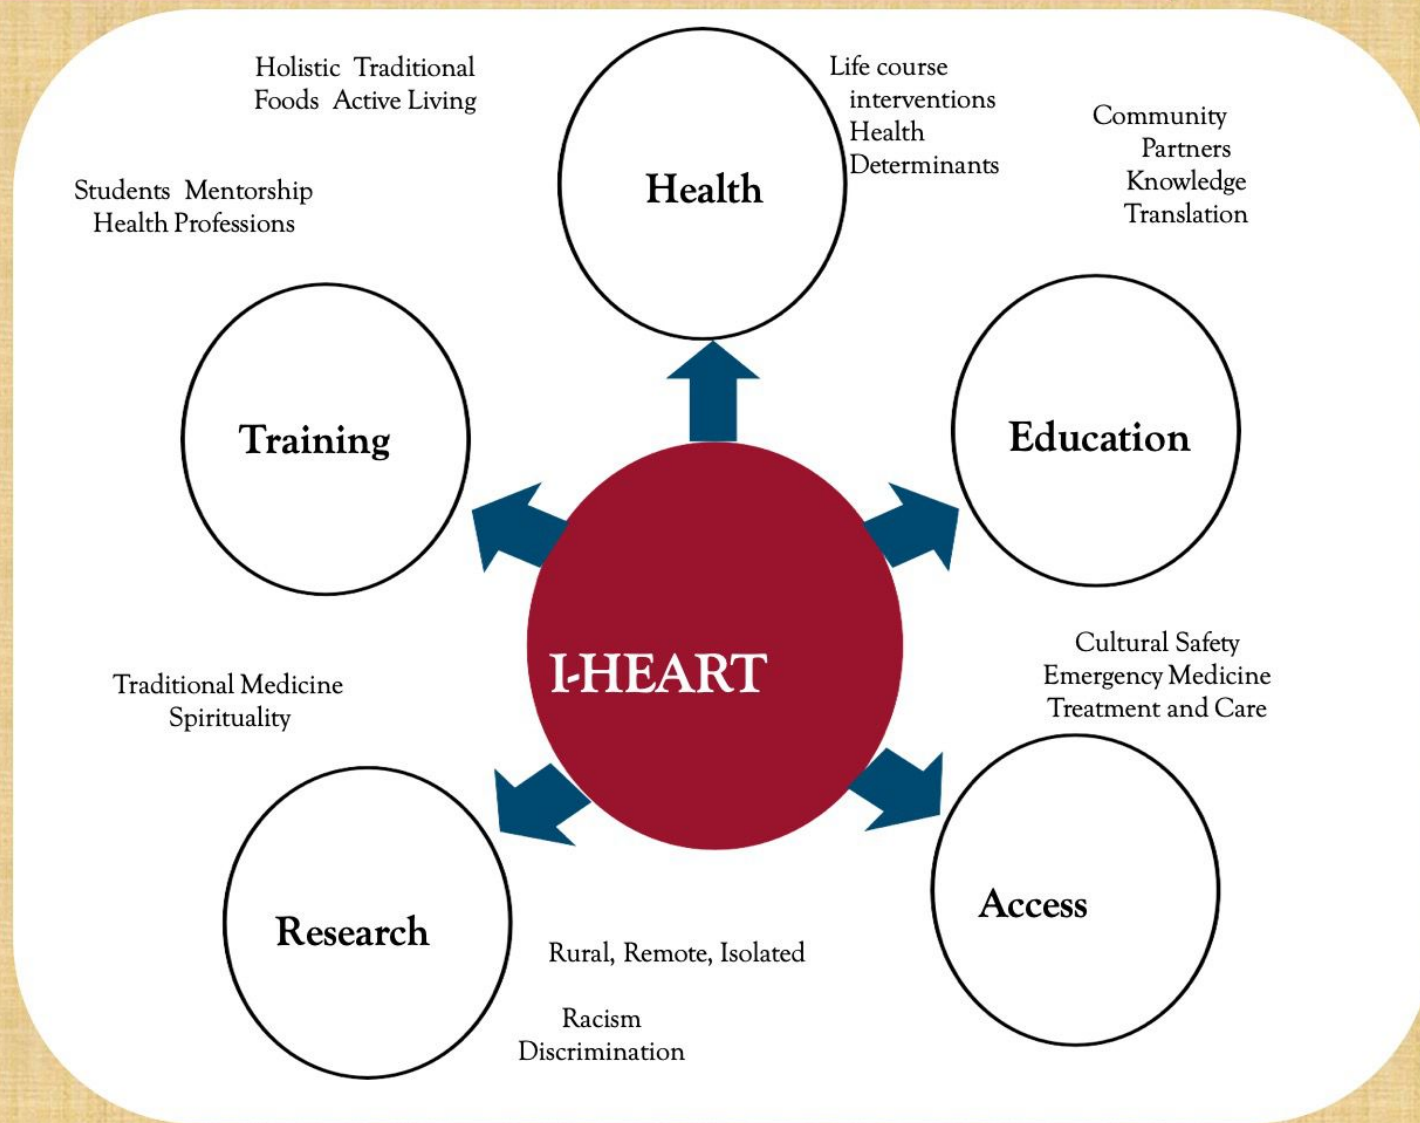 Holistic Traditional
Foods Active Living
Life course
interventions
Health
Determinants
Community
Partners
Knowledge
Translation
Students Mentorship
Health Professions
Health
Training
Education
I-HEART
Traditional Medicine
Spirituality
Cultural Safety
Emergency Medicine
Treatment and Care
Research
Access
Rural, Remote, Isolated
Racism
Discrimination